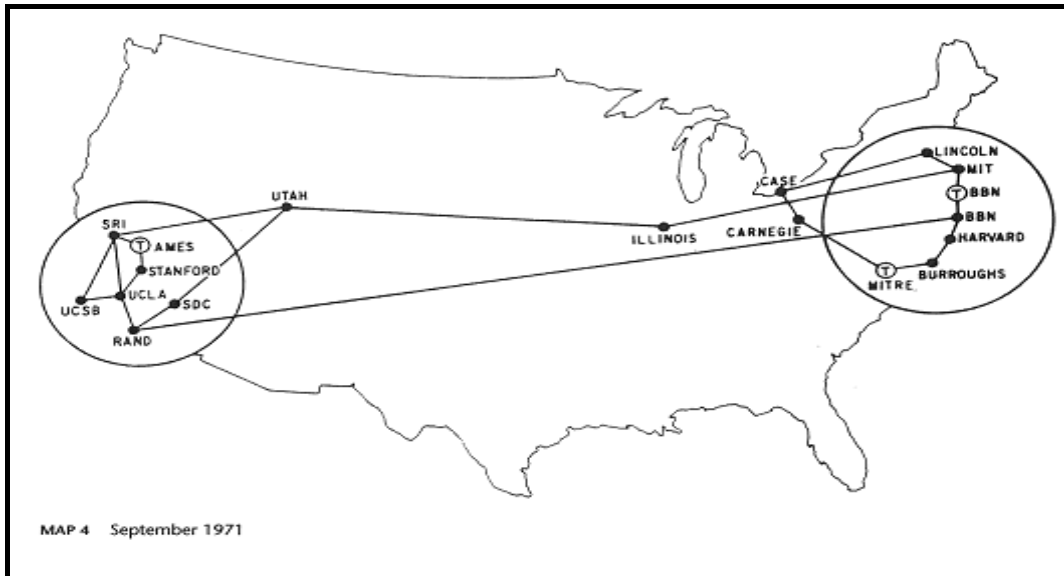 LINCOLN
MIT
CASE
T BBN
UTAH
BBN
SRI
ILLINOIS
CARNEGIE
T AMES
HARVARD
STANFORD
T
BURROUGHS
MITRE
UCLA
SDC
UCSB
RAND
MAP 4 September 1971